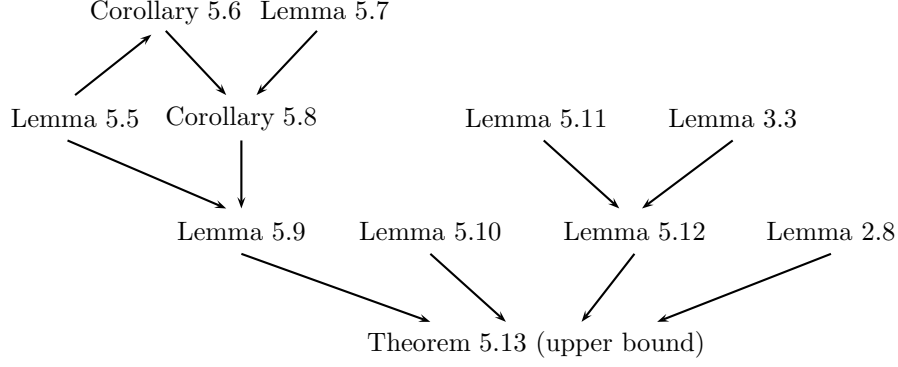 Corollary 5.6 Lemma 5.7
Lemma 5.5 Corollary 5.8 Lemma 5.11 Lemma 3.3
Lemma 5.9 Lemma 5.10 Lemma 5.12 Lemma 2.8
Theorem 5.13 (upper bound)